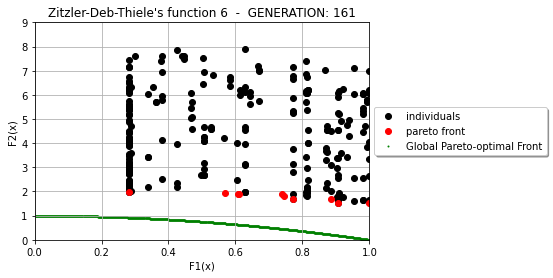 Zitzler-Deb-Thiele's function 6 - GENERATION: 161
F2(x)
9
8
7
6
5
4
3
2
1
0
0.0 0.2 0.4 0.6 0.8 1.0
F1(x)
individuals
pareto front
Global Pareto-optimal Front